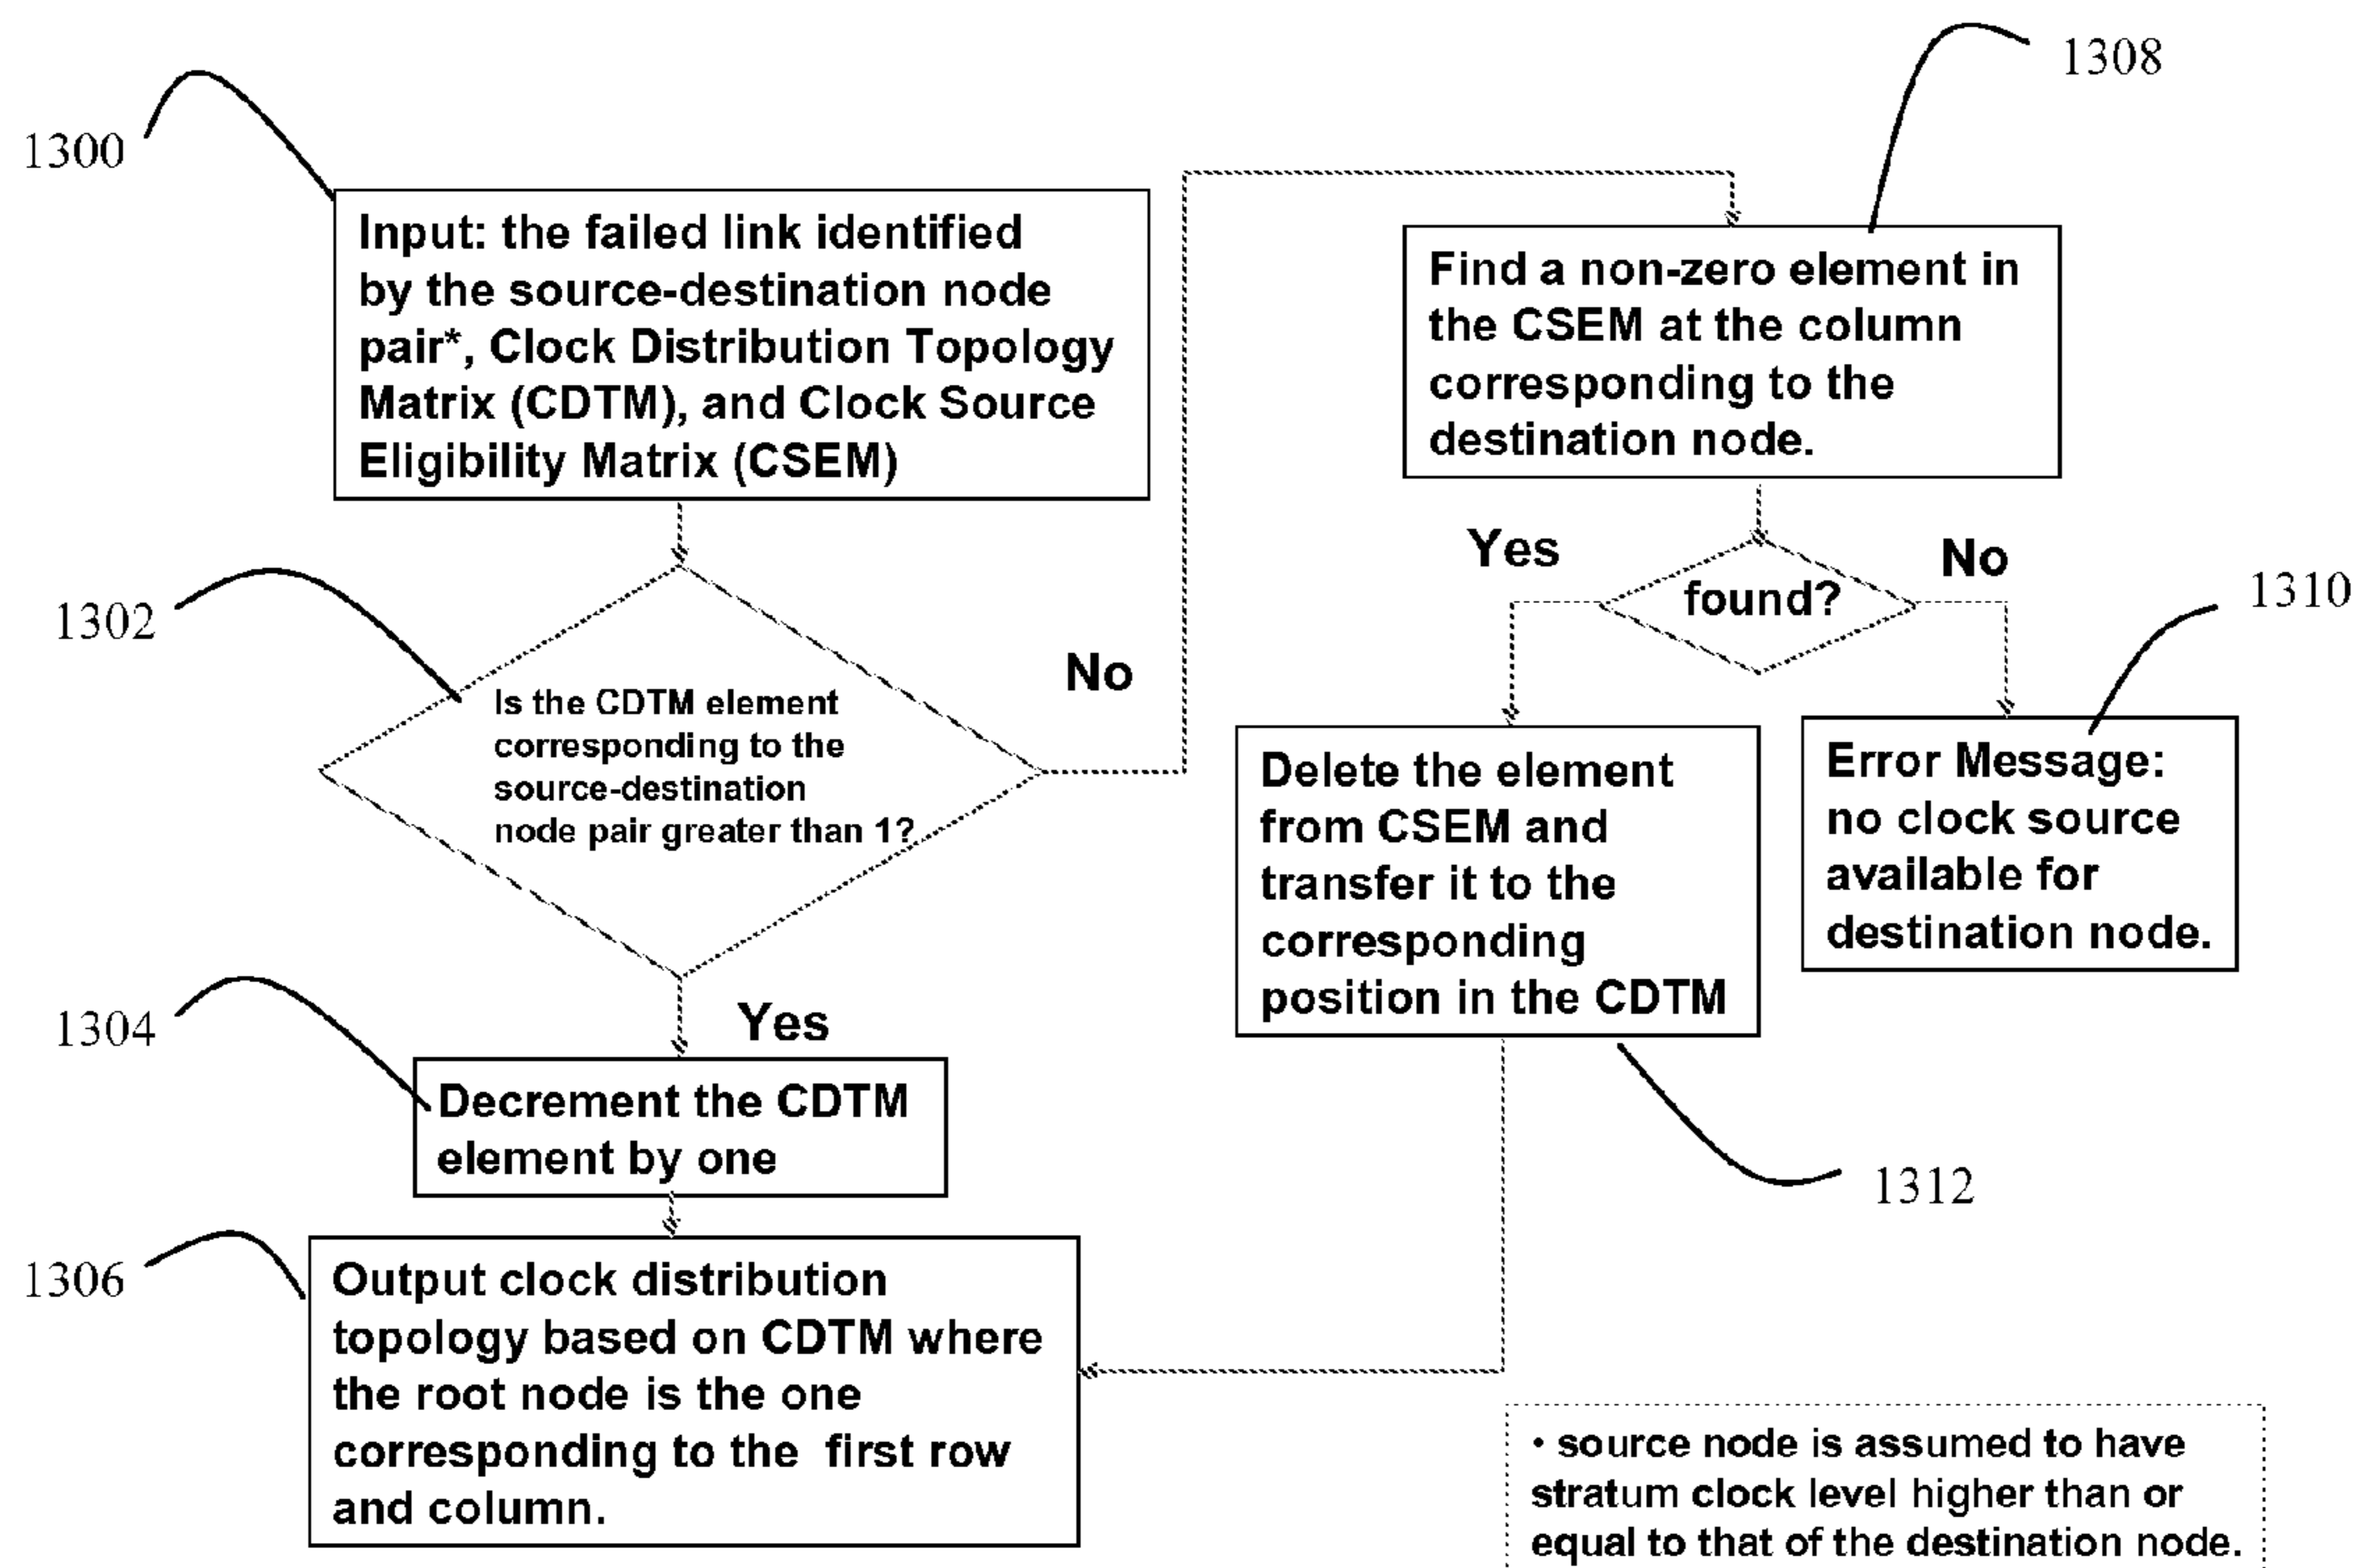 1300
Input: the failed link identified
by the source-destination node
pair*, Clock Distribution Topology
Matrix (CDTM), and Clock Source
Eligibility Matrix (CSEM)
1302
Is the CDTM element
corresponding to the
source-destination
node pair greater than 1?
No
Yes
1304
Decrement the CDTM
element by one
1306
Output clock distribution
topology based on CDTM where
the root node is the one
corresponding to the first row
and column.
1308
Find a non-zero element in
the CSEM at the column
corresponding to the
destination node.
Yes
found?
No
1310
Error Message:
no clock source
available for
destination node.
Delete the element
from CSEM and
transfer it to the
corresponding
position in the CDTM
1312
• source node is assumed to have
stratum clock level higher than or
equal to that of the destination node.